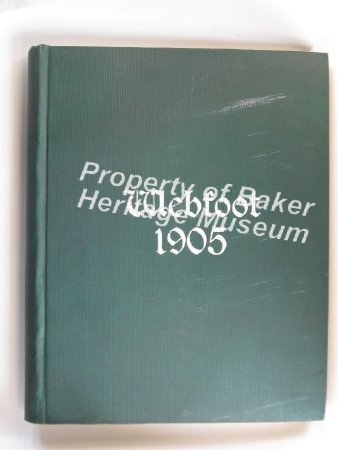 Webfoot
1905
Property of Baker
Heritage Museum